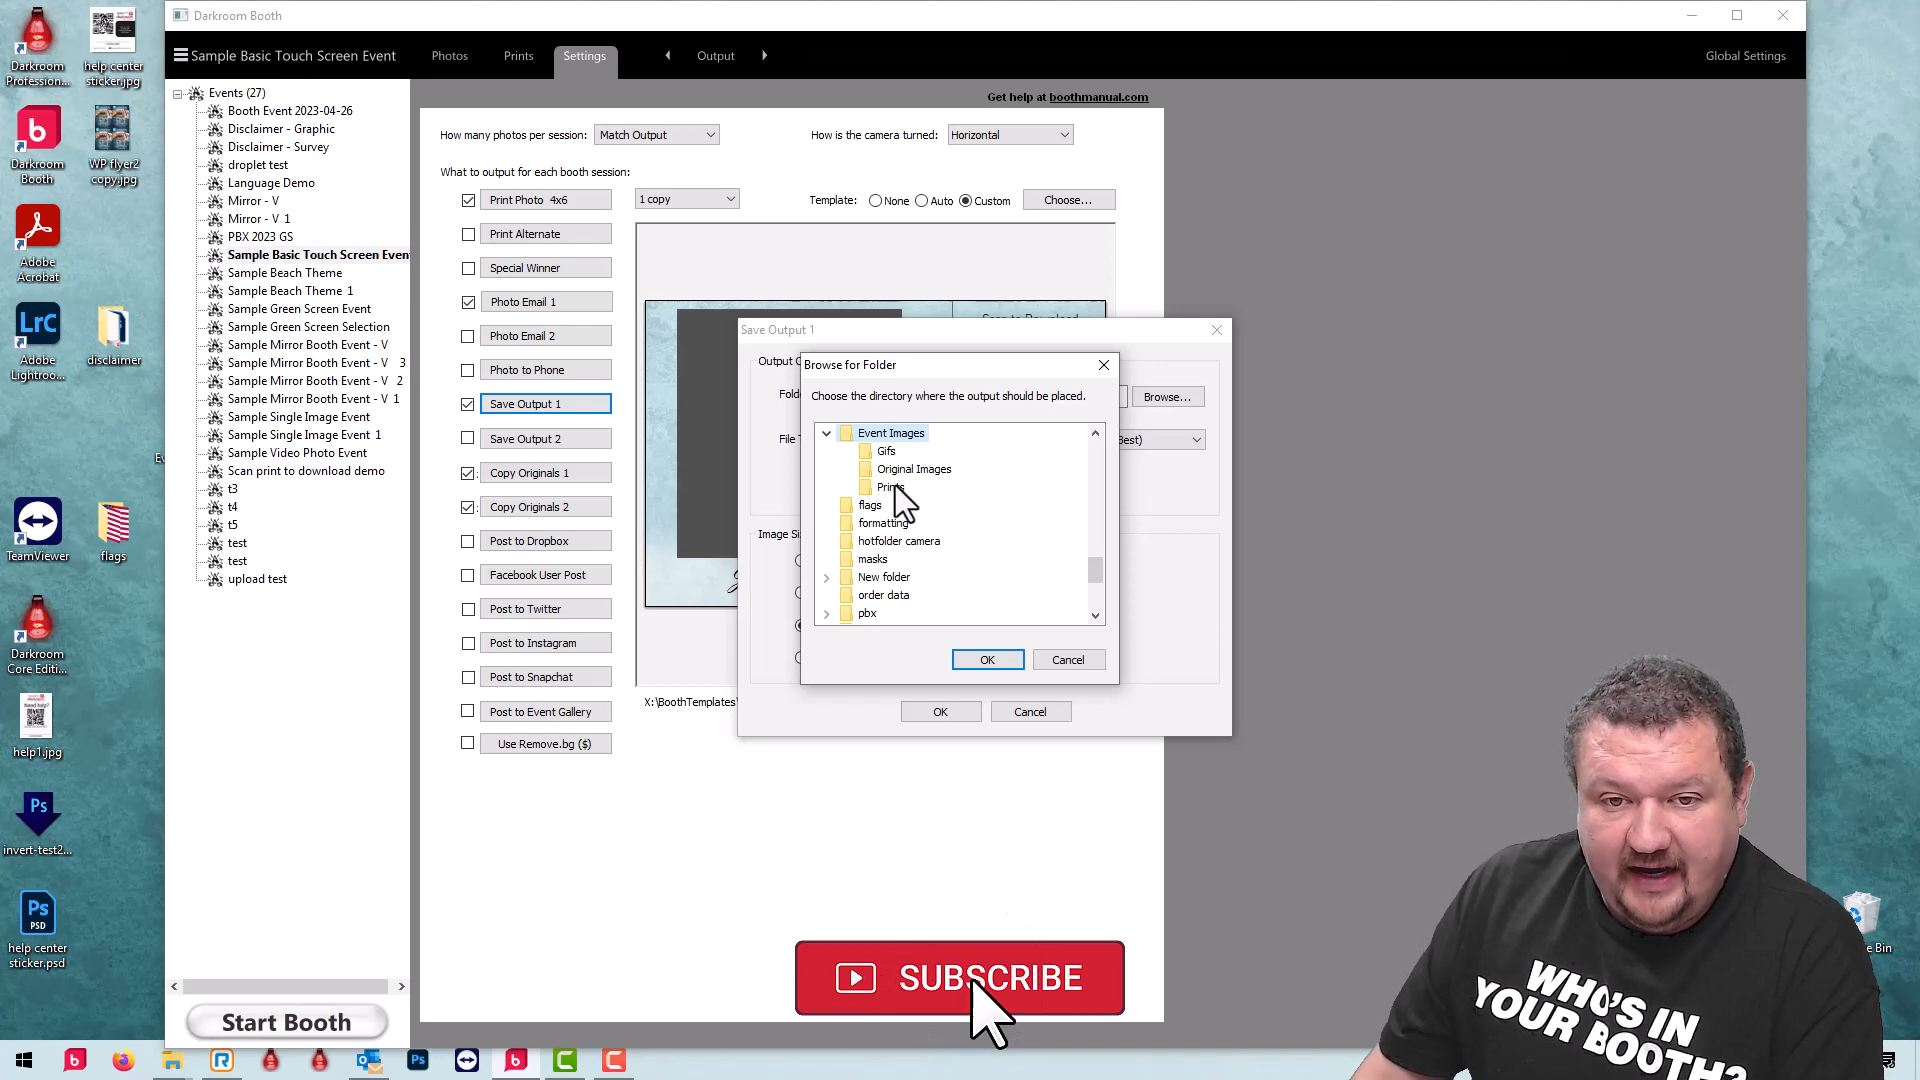 Darkroom Booth
Sample Basic Touch Screen Event
Photos
Prints
Settings
Output
Global Settings
Get help at boothmanual.com
Darkroom
Profession...
help center
sticker.jpg
Darkroom
Booth
WP flyer2
copy.jpg
Adobe
Acrobat
Adobe
Lightroo...
disclaimer
TeamViewer
flags
Darkroom
Core Editi...
help1.jpg
invert-test2...
help center
sticker.psd
Events (27)
Booth Event 2023-04-26
Disclaimer - Graphic
Disclaimer - Survey
droplet test
Language Demo
Mirror - V
Mirror - V 1
PBX 2023 GS
Sample Basic Touch Screen Even
Sample Beach Theme
Sample Beach Theme 1
Sample Green Screen Event
Sample Green Screen Selection
Sample Mirror Booth Event - V
Sample Mirror Booth Event - V 3
Sample Mirror Booth Event - V 2
Sample Mirror Booth Event - V 1
Sample Single Image Event
Sample Single Image Event 1
Sample Video Photo Event
Scan print to download demo
t3
t4
t5
test
test
upload test
Start Booth
How many photos per session: Match Output
How is the camera turned: Horizontal
What to output for each booth session:
Print Photo 4x6
1 copy
Template: None Auto Custom Choose...
Print Alternate
Special Winner
Photo Email 1
Photo Email 2
Photo to Phone
Save Output 1
Save Output 2
Copy Originals 1
Copy Originals 2
Post to Dropbox
Facebook User Post
Post to Twitter
Post to Instagram
Post to Snapchat
Post to Event Gallery
Use Remove.bg ($)
X:\BoothTemplates\
Save Output 1
Output
Browse...
File
Best)
Image Si
OK
Cancel
Browse for Folder
Choose the directory where the output should be placed.
Event Images
Gifs
Original Images
Prints
flags
formatting
hotfolder camera
masks
New folder
order data
pbx
OK
Cancel
SUBSCRIBE
WHO'S IN
YOUR BOOTH?
Bin